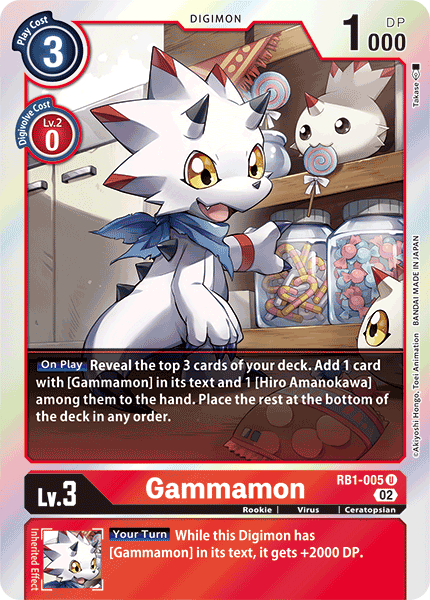 DIGIMON
Play Cost
3
1000
DP
Digivolve Cost
Lv.2
0
Takase
©Akiyoshi Hongo, Toei Animation BANDAI MADE IN JAPAN
On Play Reveal the top 3 cards of your deck. Add 1 card
with [Gammamon] in its text and 1 [Hiro Amanokawa]
among them to the hand. Place the rest at the bottom of
the deck in any order.
Lv.3
Gammamon
RB1-005 U
02
Rookie | Virus | Ceratopsian
Inherited Effect
Your Turn While this Digimon has
[Gammamon] in its text, it gets +2000 DP.